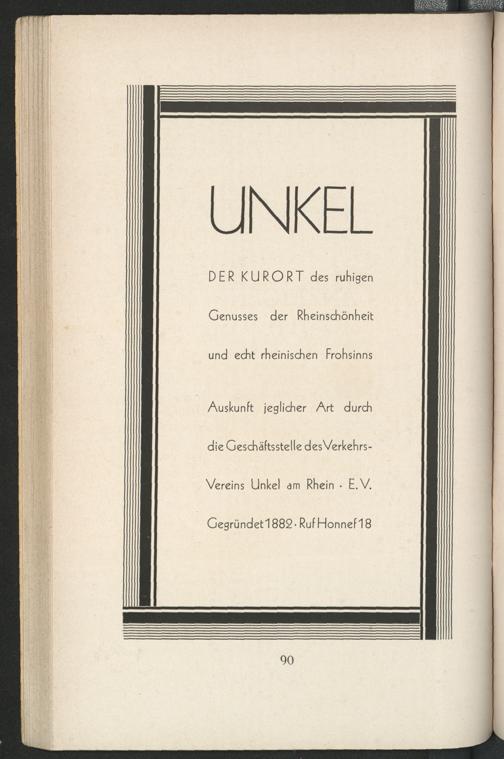 UNKEL
DER KURORT des ruhigen
Genusses der Rheinschönheit
und echt rheinischen Frohsinns
Auskunft jeglicher Art durch
die Geschäftsstelle des Verkehrs-
Vereins Unkel am Rhein · E. V.
Gegründet 1882 · Ruf Honnef 18
90